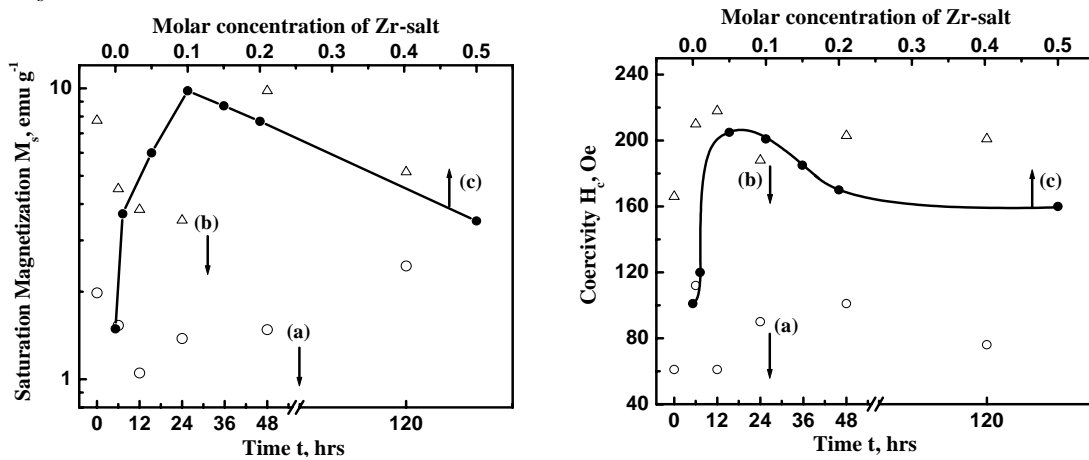 Molar concentration of Zr-salt
0.0 0.1 0.2 0.3 0.4 0.5
Saturation Magnetization Ms, emu g-1
10
1
(c)
(b)
(a)
0 12 24 36 48 120
Time t, hrs
Molar concentration of Zr-salt
0.0 0.1 0.2 0.3 0.4 0.5
Coercivity Hc, Oe
240
200
160
120
80
40
(b)
(c)
(a)
0 12 24 36 48 120
Time t, hrs